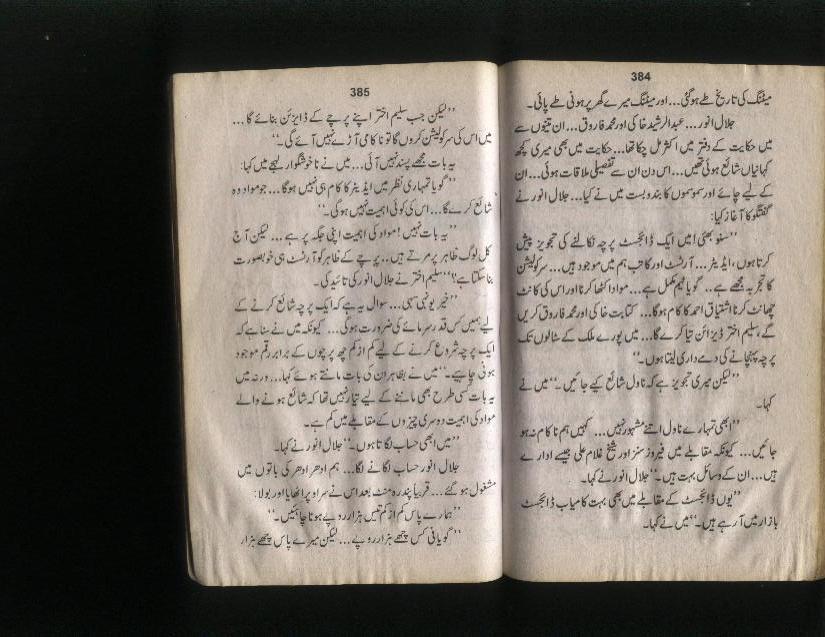 384
میٹنگ کی تاریخ طے ہو گئی... اور میٹنگ میرے گھر پر ہونی طے پائی۔
جلال انور... عبدالرشید خاکی اور محمد فاروق... ان تینوں سے
میں حکایت کے دفتر میں اکثر مل چکا تھا... حکایت میں بھی میری کچھ
کہانیاں شائع ہوئی تھیں... اس دن ان سے تفصیلی ملاقات ہوئی... ان
کے لیے چائے اور سموسوں کا بندوبست میں نے کیا... جلال انور نے
گفتگو کا آغاز کیا:
”سنو بھئی! میں ایک ڈائجسٹ پرچہ نکالنے کی تجویز پیش
کرتا ہوں، ایڈیٹر... آرٹسٹ اور کاتب ہم میں موجود ہیں... سرکولیشن
کا تجربہ مجھے ہے.. گویا ٹیم مکمل ہے... مواد اکٹھا کرنا اور اس کی کانٹ
چھانٹ کرنا اشتیاق احمد کا کام ہوگا... کتابت خاکی اور محمد فاروق کریں
گے، سلیم اختر ڈیزائن تیار کرے گا... میں پورے ملک کے سٹالوں تک
پرچہ پہنچانے کی ذمے داری لیتا ہوں۔“
”لیکن میری تجویز ہے کہ ناول شائع کیے جائیں۔“ میں نے
کہا۔
”ابھی تمہارے ناول اتنے مشہور نہیں... کہیں ہم ناکام نہ ہو
جائیں... کیونکہ مقابلے میں فیروز سنز اور شیخ غلام علی جیسے ادارے
ہیں... ان کے وسائل بہت ہیں۔“ جلال انور نے کہا۔
”یوں ڈائجسٹ کے مقابلے میں بھی بہت کامیاب ڈائجسٹ
بازار میں آ رہے ہیں۔“ میں نے کہا۔
385
”لیکن جب سلیم اختر اپنے پرچے کے ڈیزائن بنائے گا...
میں اس کی سرکولیشن کروں گا تو ناکامی آڑے نہیں آئے گی۔“
یہ بات مجھے پسند نہیں آئی... میں نے ناخوشگوار لہجے میں کہا:
”گویا تمہاری نظر میں ایڈیٹر کا کام ہی نہیں ہوگا... جو مواد وہ
شائع کرے گا... اس کی کوئی اہمیت نہیں ہوگی۔“
”یہ بات نہیں! مواد کی اہمیت اپنی جگہ پر ہے... لیکن آج
کل لوگ ظاہر پر مرتے ہیں.. پرچے کے ظاہر کو آرٹسٹ ہی خوبصورت
بنا سکتا ہے؟“ سلیم اختر نے جلال انور کی تائید کی۔
”خیر یونہی سہی... سوال یہ ہے کہ ایک پرچہ شائع کرنے کے
لیے ہمیں کس قدر سرمائے کی ضرورت ہوگی... کیونکہ میں نے سنا ہے کہ
ایک پرچہ شروع کرنے کے لیے کم از کم چھ پرچوں کے برابر رقم موجود
ہونی چاہیے۔“ میں نے بظاہر ان کی بات مانتے ہوئے کہا... ورنہ میں
یہ بات کسی طرح بھی ماننے کے لیے تیار نہیں تھا کہ شائع ہونے والے
مواد کی اہمیت دوسری چیزوں کے مقابلے میں کم ہے۔
”میں ابھی حساب لگاتا ہوں۔“ جلال انور نے کہا۔
جلال انور حساب لگانے لگا... ہم ادھر ادھر کی باتوں میں
مشغول ہو گئے... قریباً پندرہ منٹ بعد اس نے سر اوپر اٹھایا اور بولا:
”ہمارے پاس کم از کم تیس ہزار روپے ہونا چاہئیں۔“
”گویا فی کس چھے ہزار روپے... لیکن میرے پاس چھے ہزار